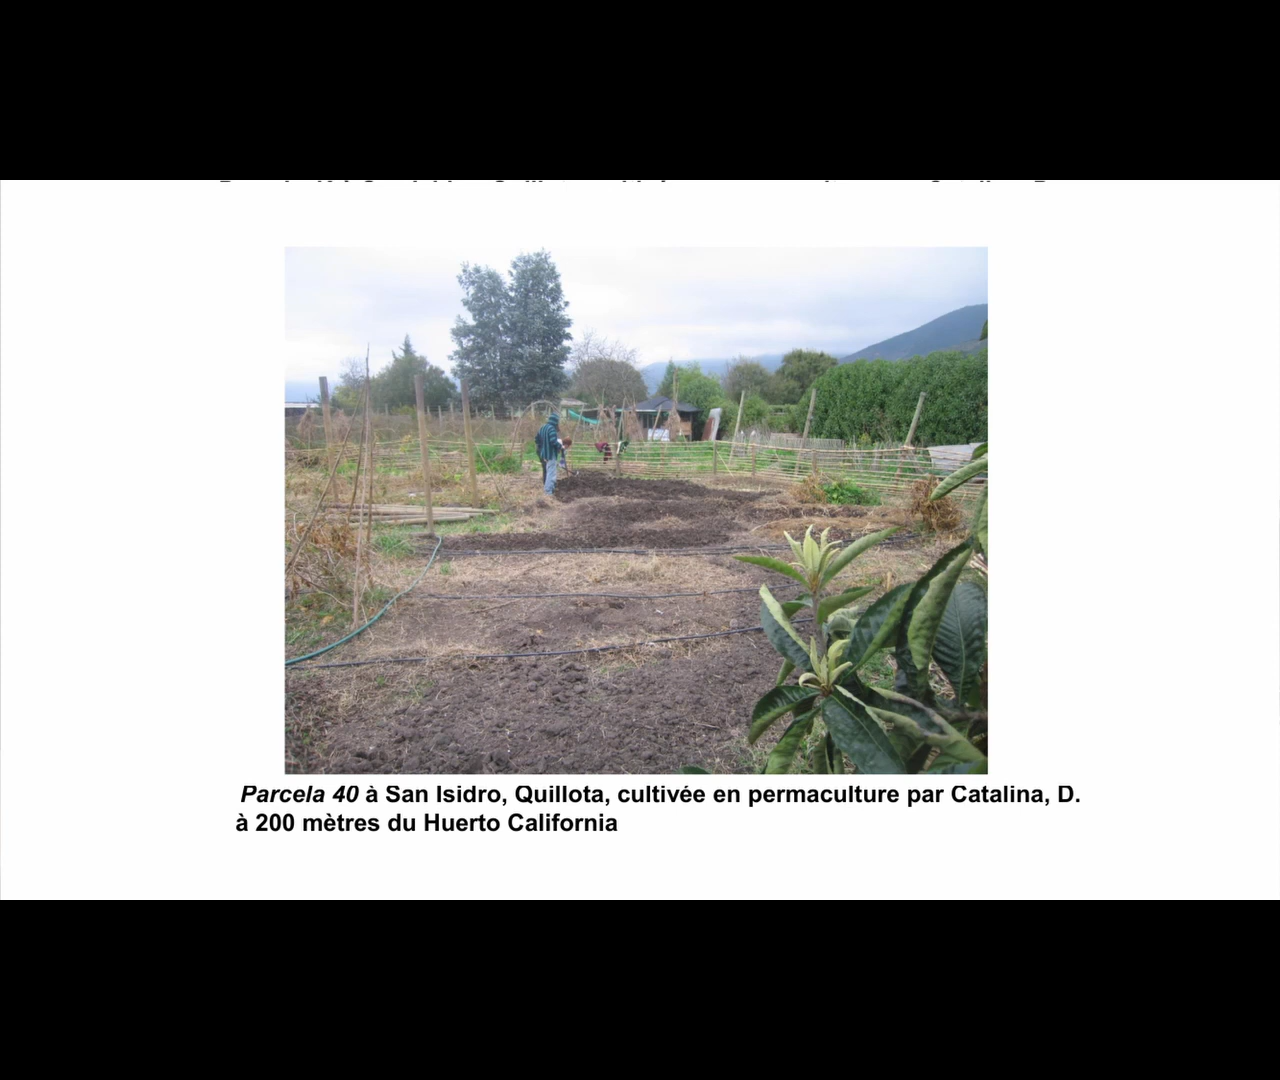 Parcela 40 à San Isidro, Quillota, cultivée en permaculture par Catalina, D.
à 200 mètres du Huerto California